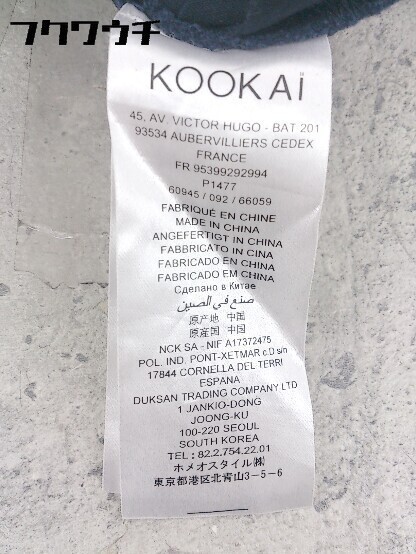 フクウウチ
KOOKAÏ
45, AV. VICTOR HUGO - BAT 201
93534 AUBERVILLIERS CEDEX
FRANCE
FR 95399292994
P1477
60945 / 092 / 66059
FABRIQUÉ EN CHINE
MADE IN CHINA
ANGEFERTIGT IN CHINA
FABBRICATO IN CINA
FABRICADO EN CHINA
FABRICADO EM CHINA
Сделано в Китае
صنع في الصين
原产地 中国
原産国 中国
NCK SA - NIF A17372475
POL. IND. PONT-XETMAR c.D s/n
17844 CORNELLA DEL TERRI
ESPANA
DUKSAN TRADING COMPANY LTD
1 JANKIO-DONG
JOONG-KU
100-220 SEOUL
SOUTH KOREA
TEL : 82.2.754.22.01
ホメオスタイル㈱
東京都港区北青山3-5-6